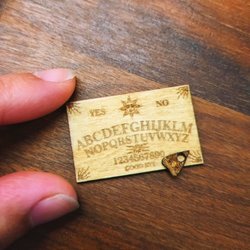 YES NO
ABCDEFGHIJKLM
NOPQRSTUVWXYZ
1234567890
GOOD BYE